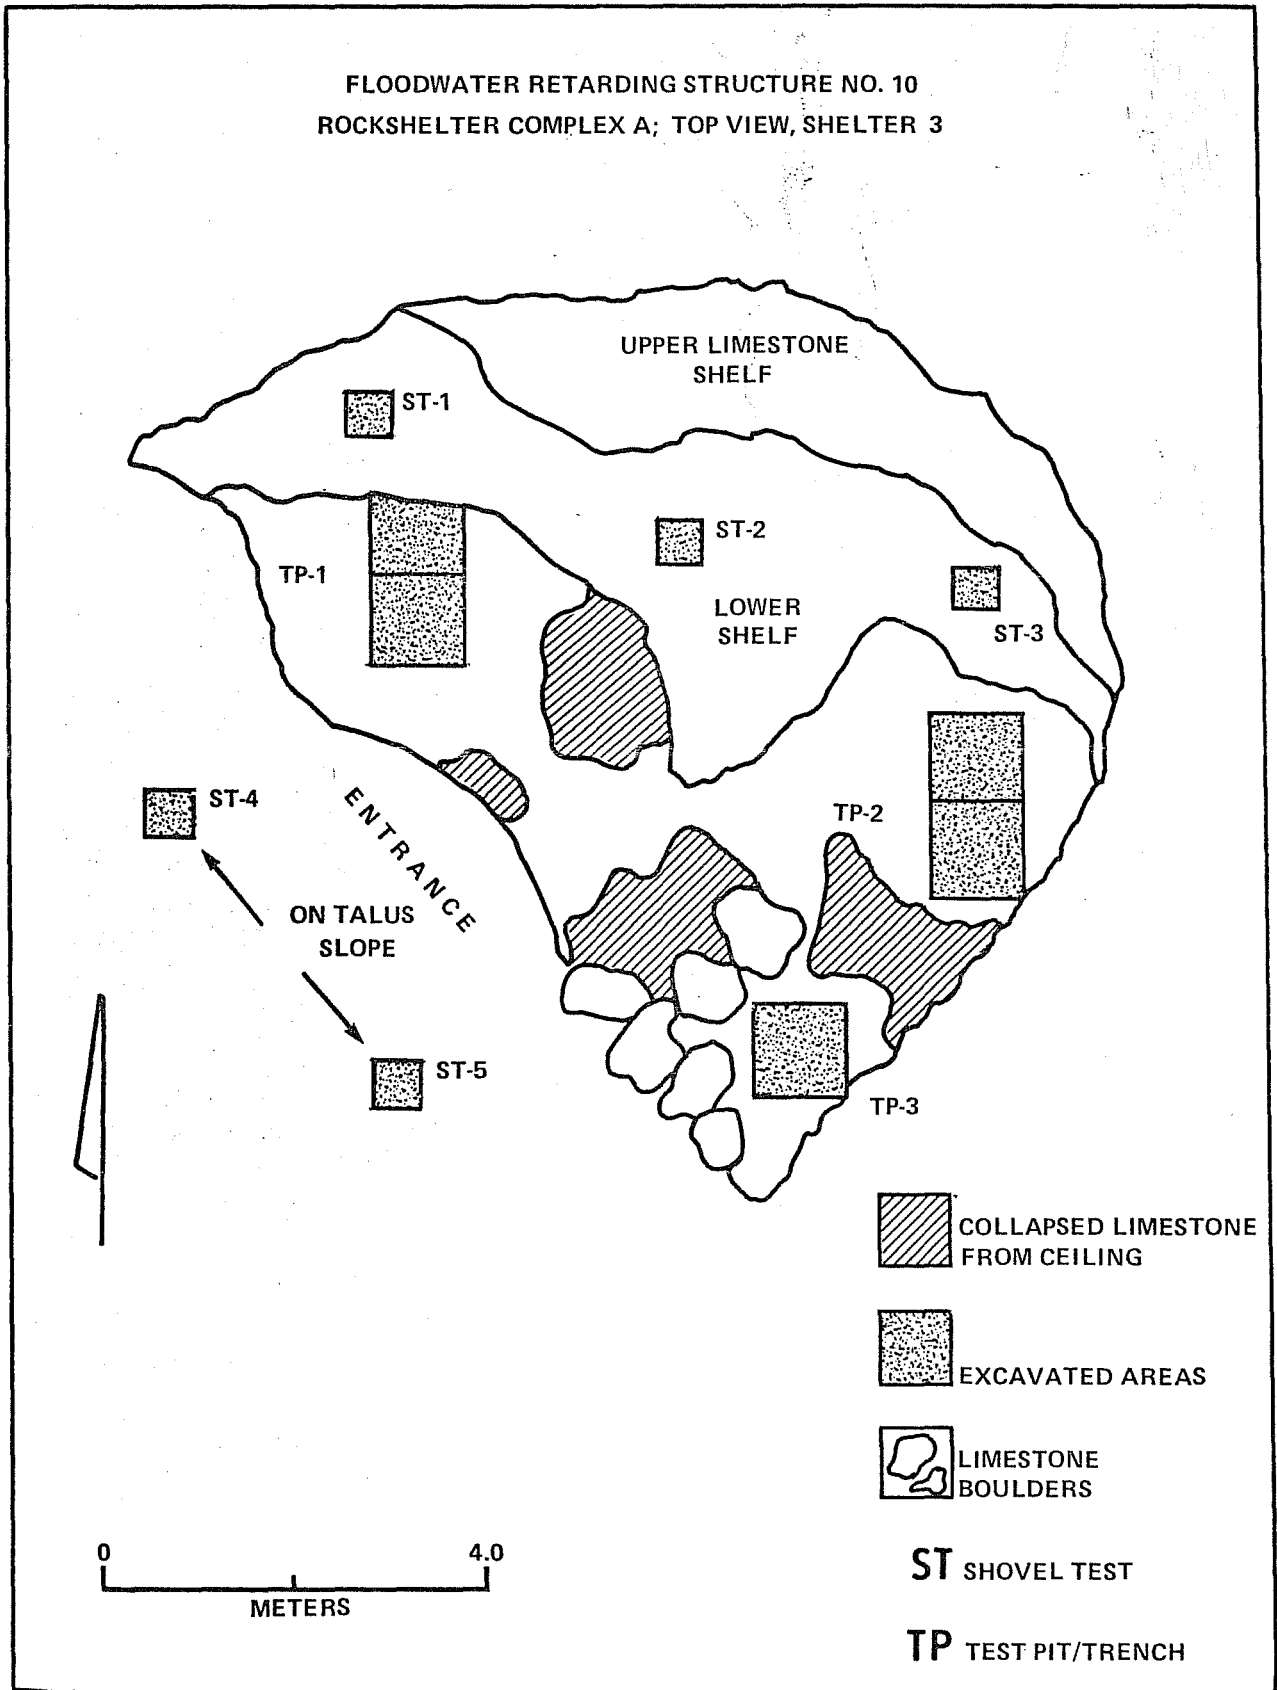 FLOODWATER RETARDING STRUCTURE NO. 10
ROCKSHELTER COMPLEX A; TOP VIEW, SHELTER 3
UPPER LIMESTONE
SHELF
ST-1
ST-2
TP-1
LOWER
SHELF
ST-3
ST-4
ENTRANCE
TP-2
ON TALUS
SLOPE
ST-5
TP-3
COLLAPSED LIMESTONE
FROM CEILING
EXCAVATED AREAS
LIMESTONE
BOULDERS
0 4.0
METERS
ST SHOVEL TEST
TP TEST PIT/TRENCH